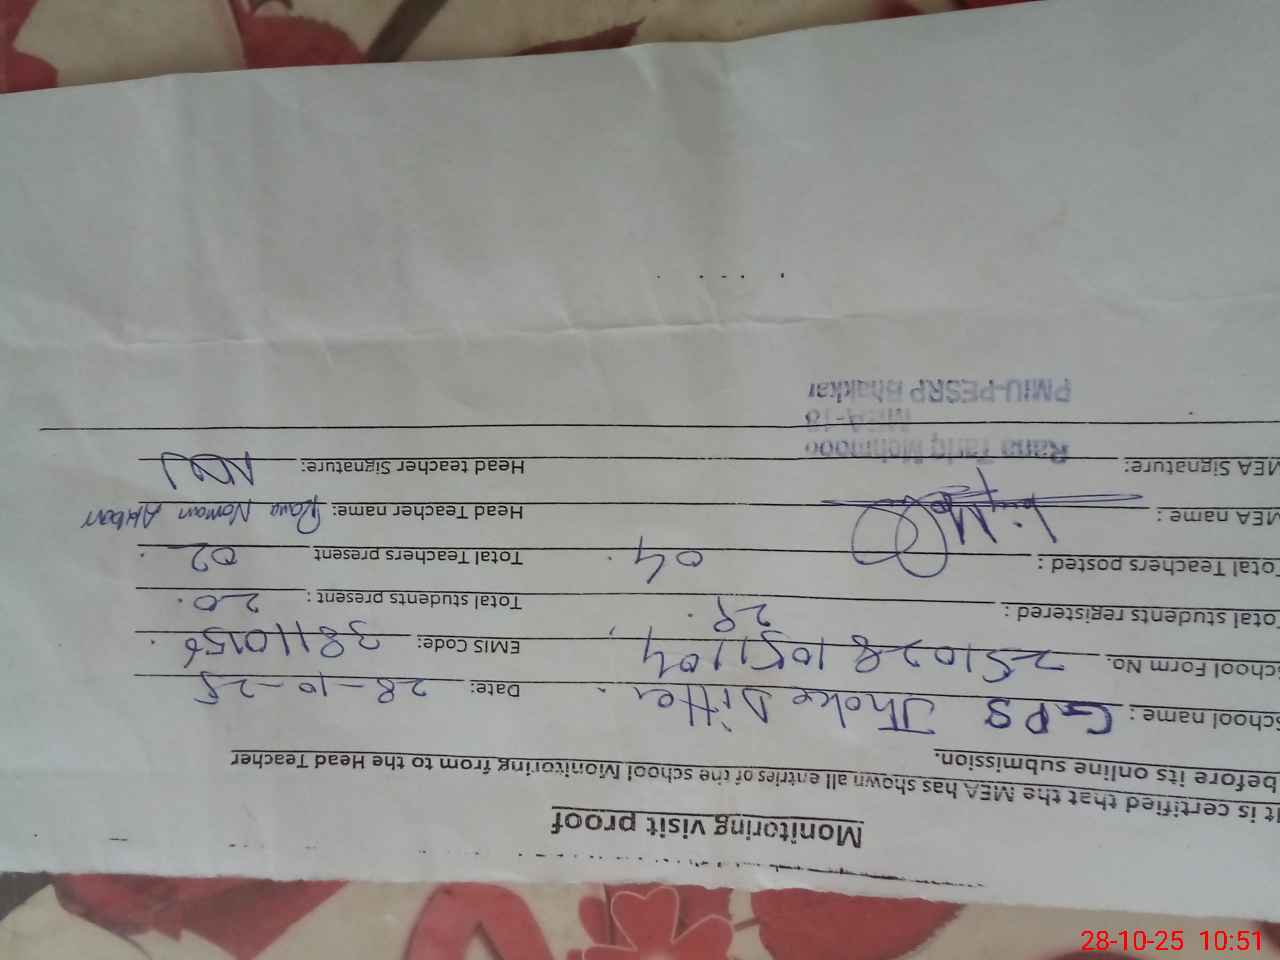 Monitoring visit proof
It is certified that the MEA has shown all entries of the school Monitoring from to the Head Teacher
before its online submission.
School name : GPS Jhoke Ditta. Date: 28-10-25
School Form No. 2510281051104 EMIS Code: 38110156
Total students registered : 29. Total students present : 20.
Total Teachers posted : 04. Total Teachers present 02.
MEA name : Head Teacher name: Rana Noman Akbar
MEA Signature: Head teacher Signature:
Rana Tariq Mehmood
MEA-18
PMIU-PESRP Bhakkar
28-10-25 10:51